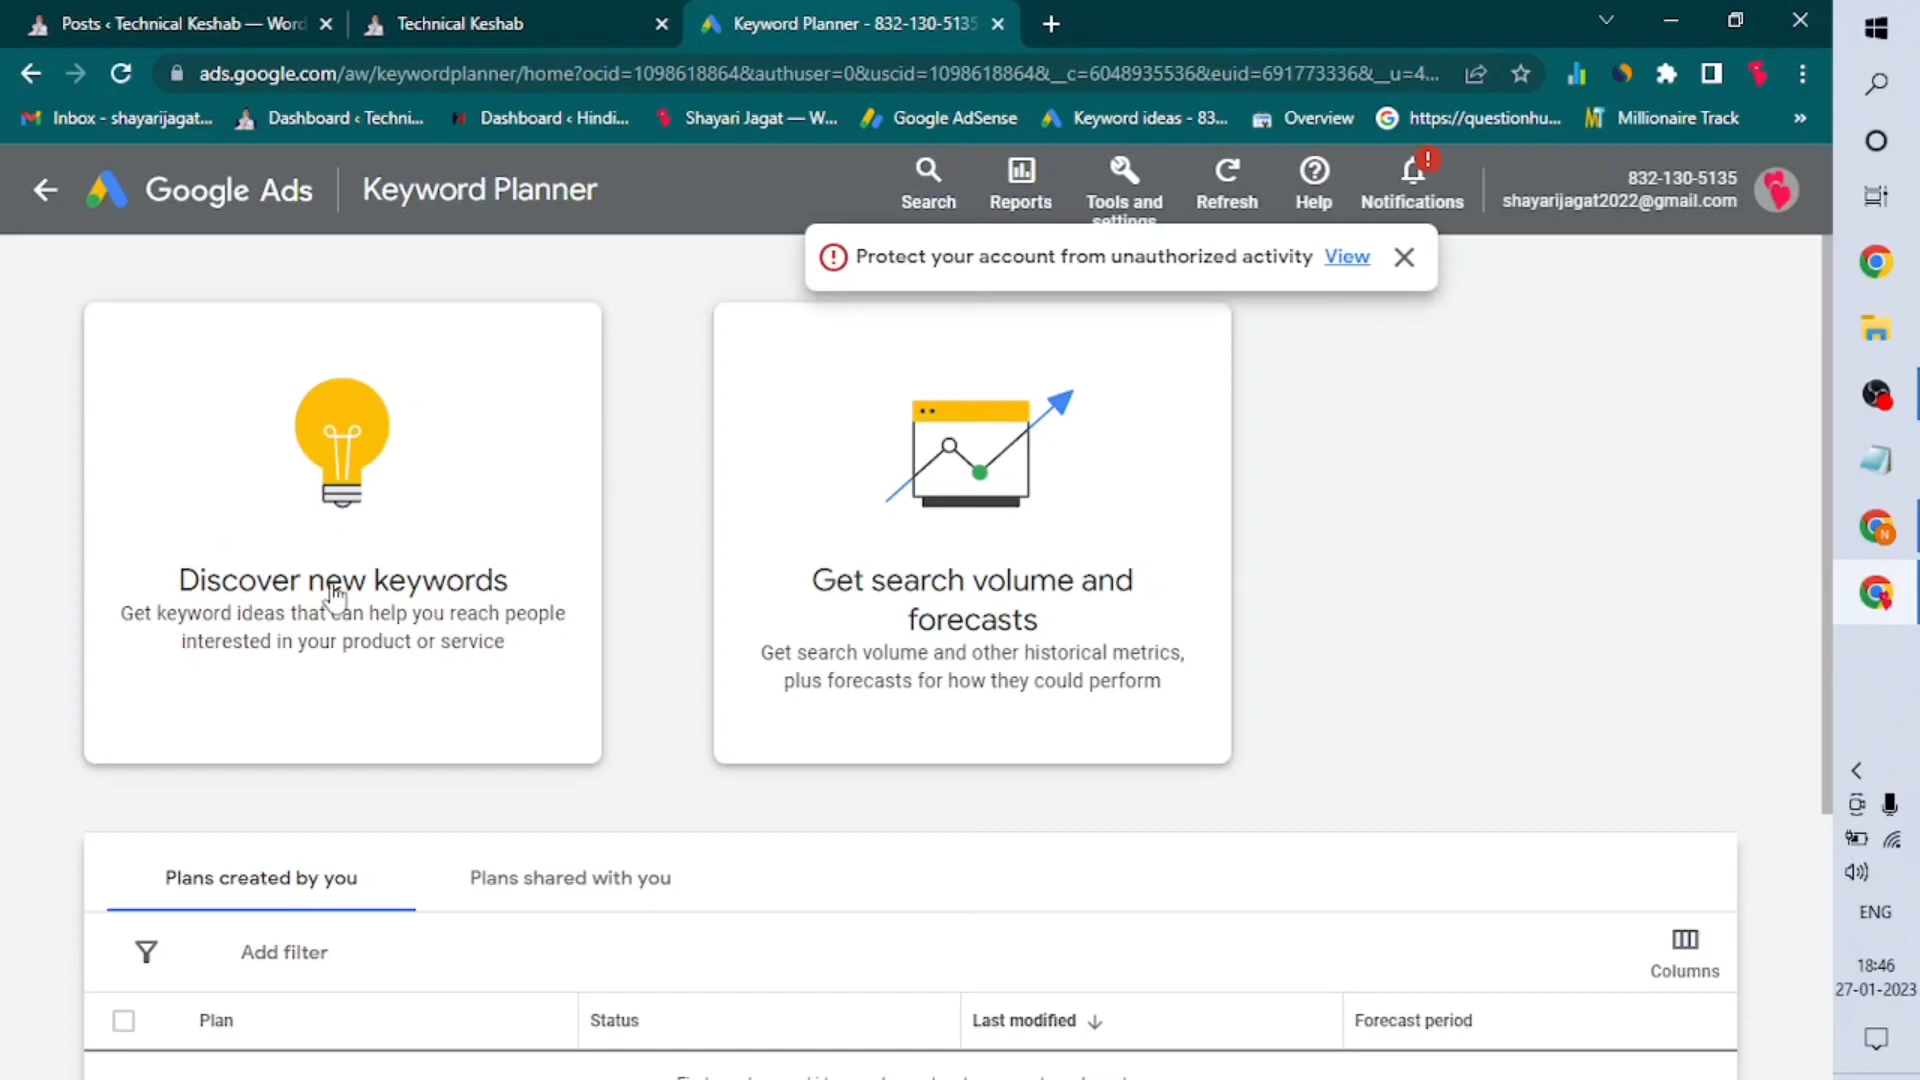 Posts ‹ Technical Keshab — Word
Technical Keshab
Keyword Planner - 832-130-5135
ads.google.com/aw/keywordplanner/home?ocid=1098618864&authuser=0&uscid=1098618864&__c=6048935536&euid=691773336&__u=4...
Inbox - shayarijagat...
Dashboard ‹ Techni...
Dashboard ‹ Hindi...
Shayari Jagat — W...
Google AdSense
Keyword ideas - 83...
Overview
https://questionhu...
Millionaire Track
»
Google Ads
Keyword Planner
Search
Reports
Tools and
settings
Refresh
Help
Notifications
832-130-5135
shayarijagat2022@gmail.com
Protect your account from unauthorized activity View
Discover new keywords
Get keyword ideas that can help you reach people
interested in your product or service
Get search volume and
forecasts
Get search volume and other historical metrics,
plus forecasts for how they could perform
Plans created by you
Plans shared with you
Add filter
Columns
Plan
Status
Last modified
Forecast period
N
ENG
18:46
27-01-2023